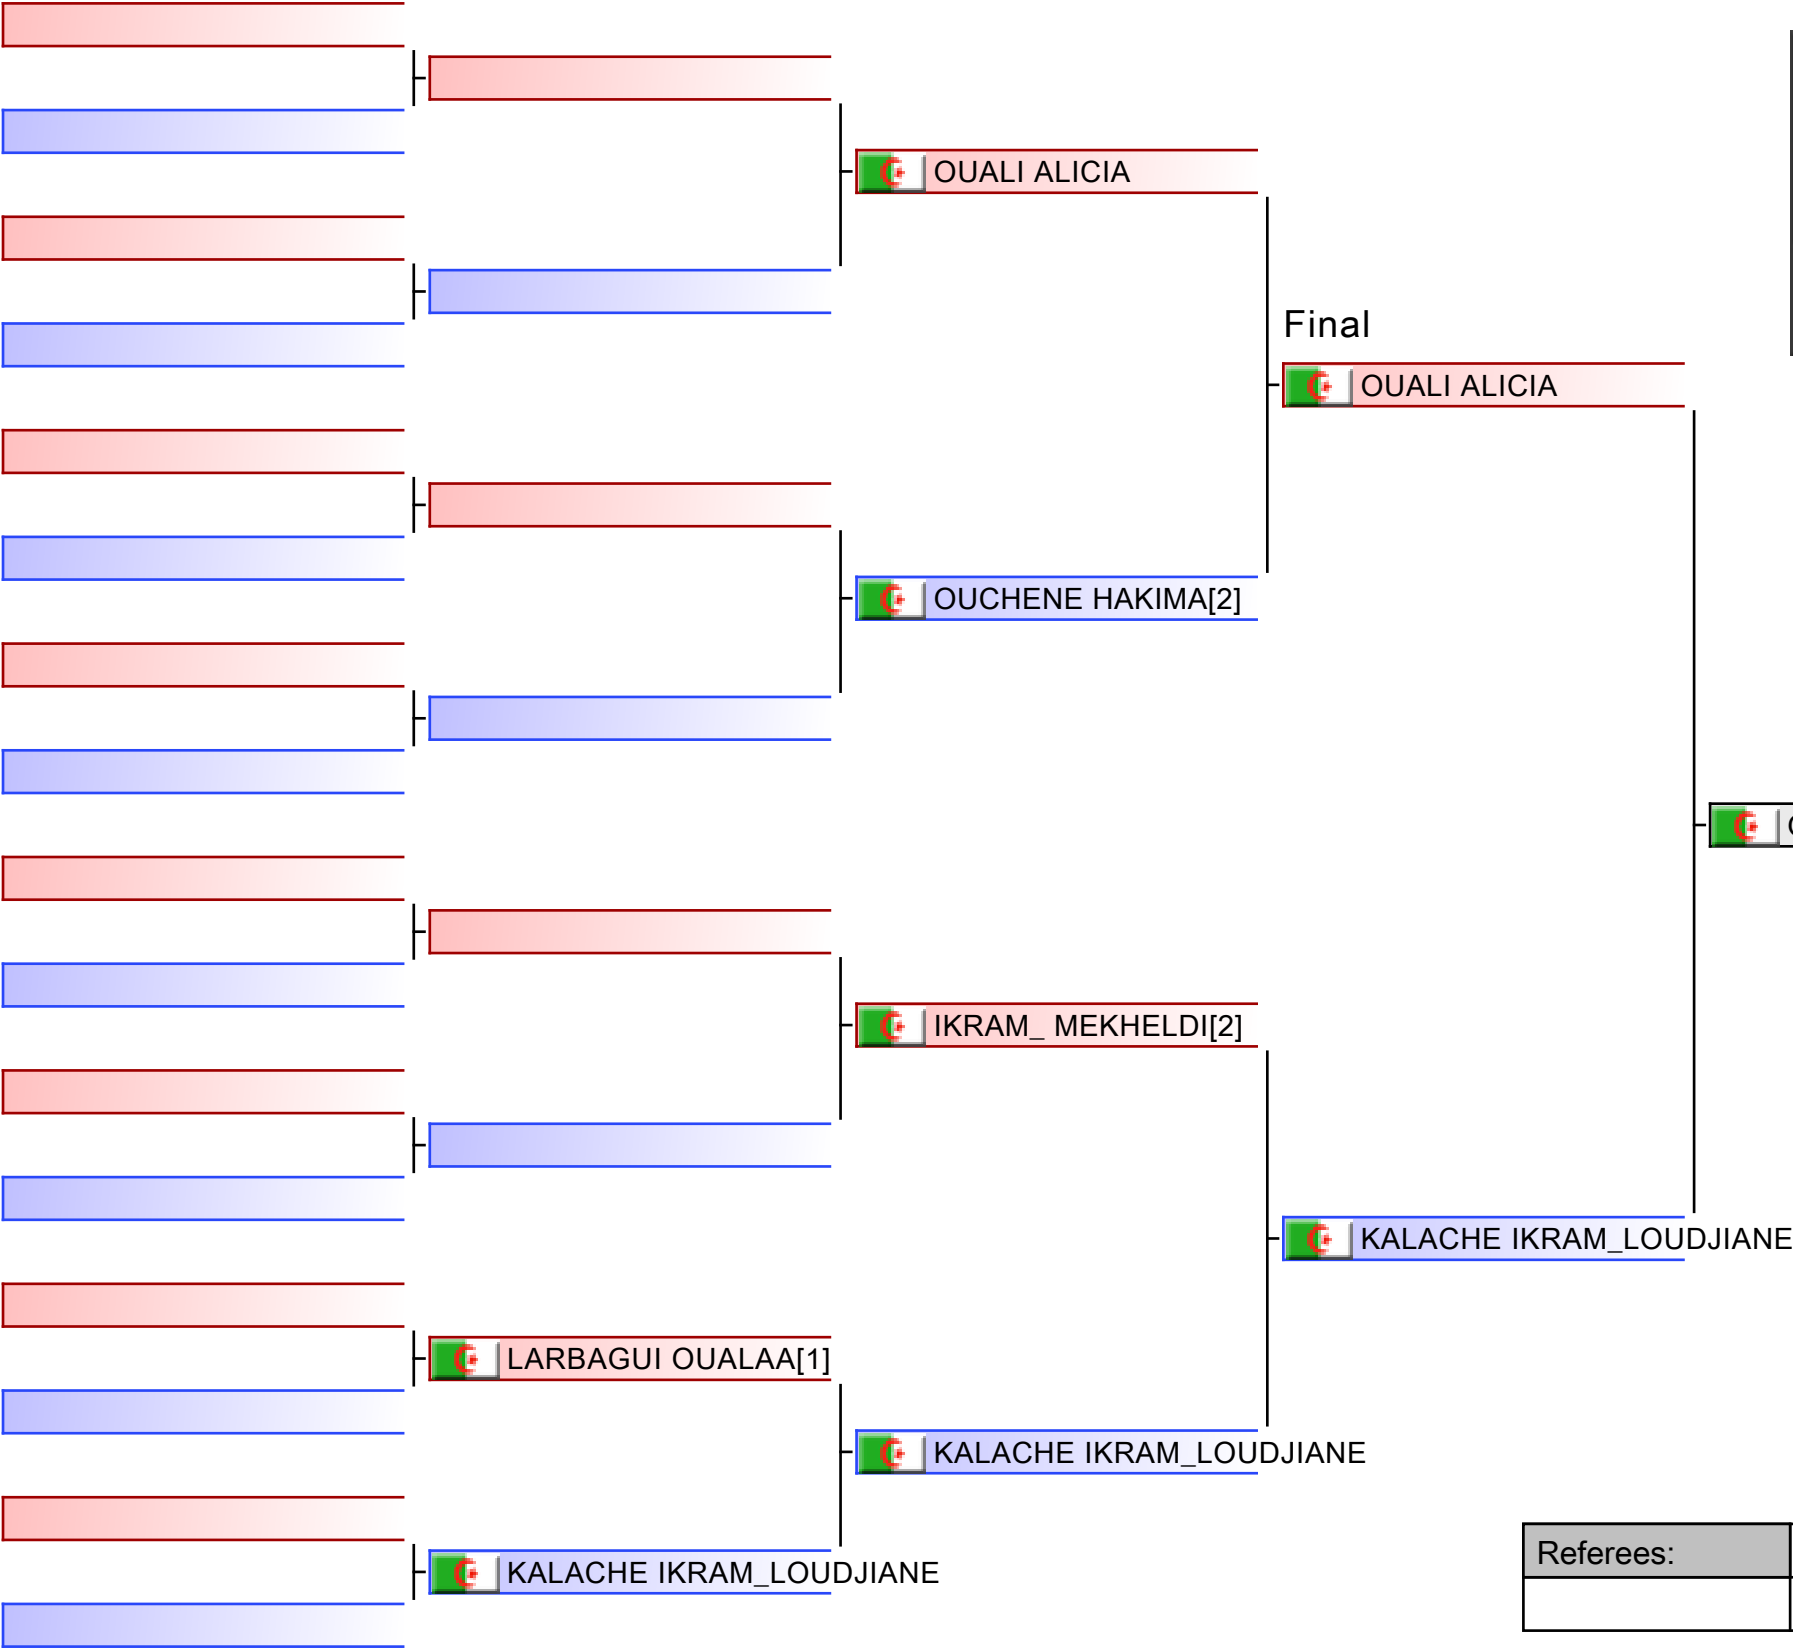 OUALI ALICIA
Final
OUALI ALICIA
OUCHENE HAKIMA[2]
IKRAM_ MEKHELDI[2]
KALACHE IKRAM_LOUDJIANE
LARBAGUI OUALAA[1]
KALACHE IKRAM_LOUDJIANE
Referees:
KALACHE IKRAM_LOUDJIANE